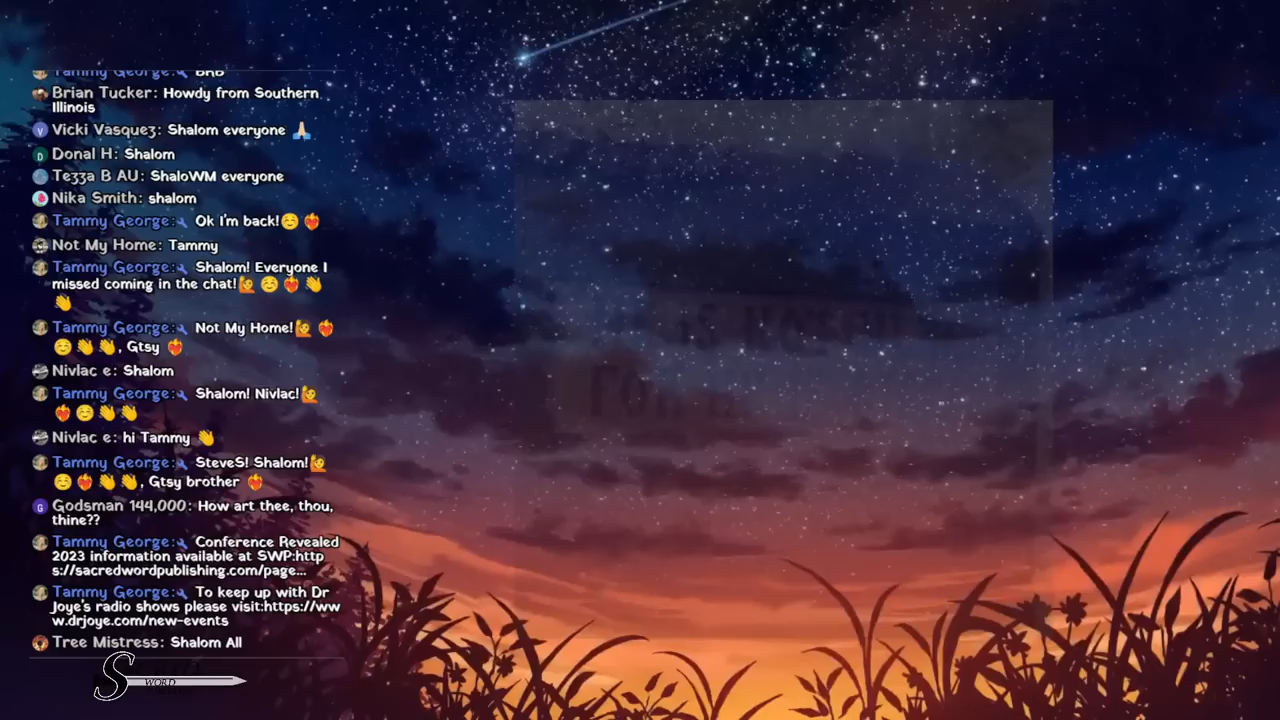 Tammy George: BRB
Brian Tucker: Howdy from Southern
Illinois
Vicki Vasquez: Shalom everyone 🙏🏼
Donal H: Shalom
Tezza B AU: ShaloWM everyone
Nika Smith: shalom
Tammy George: Ok I'm back!☺️ ❤️‍🔥
Not My Home: Tammy
Tammy George: Shalom! Everyone I
missed coming in the chat!🙋 ☺️ ❤️‍🔥 👋
👋
Tammy George: Not My Home!🙋 ❤️‍🔥
☺️ 👋 👋, Gtsy ❤️‍🔥
Nivlac e: Shalom
Tammy George: Shalom! Nivlac!🙋
❤️‍🔥 ☺️ 👋 👋
Nivlac e: hi Tammy 👋
Tammy George: SteveS! Shalom!🙋
☺️ ❤️‍🔥 👋 👋, Gtsy brother ❤️‍🔥
G Godsman 144,000: How art thee, thou,
thine??
Tammy George: Conference Revealed
2023 information available at SWP:http
s://sacredwordpublishing.com/page...
Tammy George: To keep up with Dr
Joye's radio shows please visit:https://ww
w.drjoye.com/new-events
Tree Mistress: Shalom All
S WORD